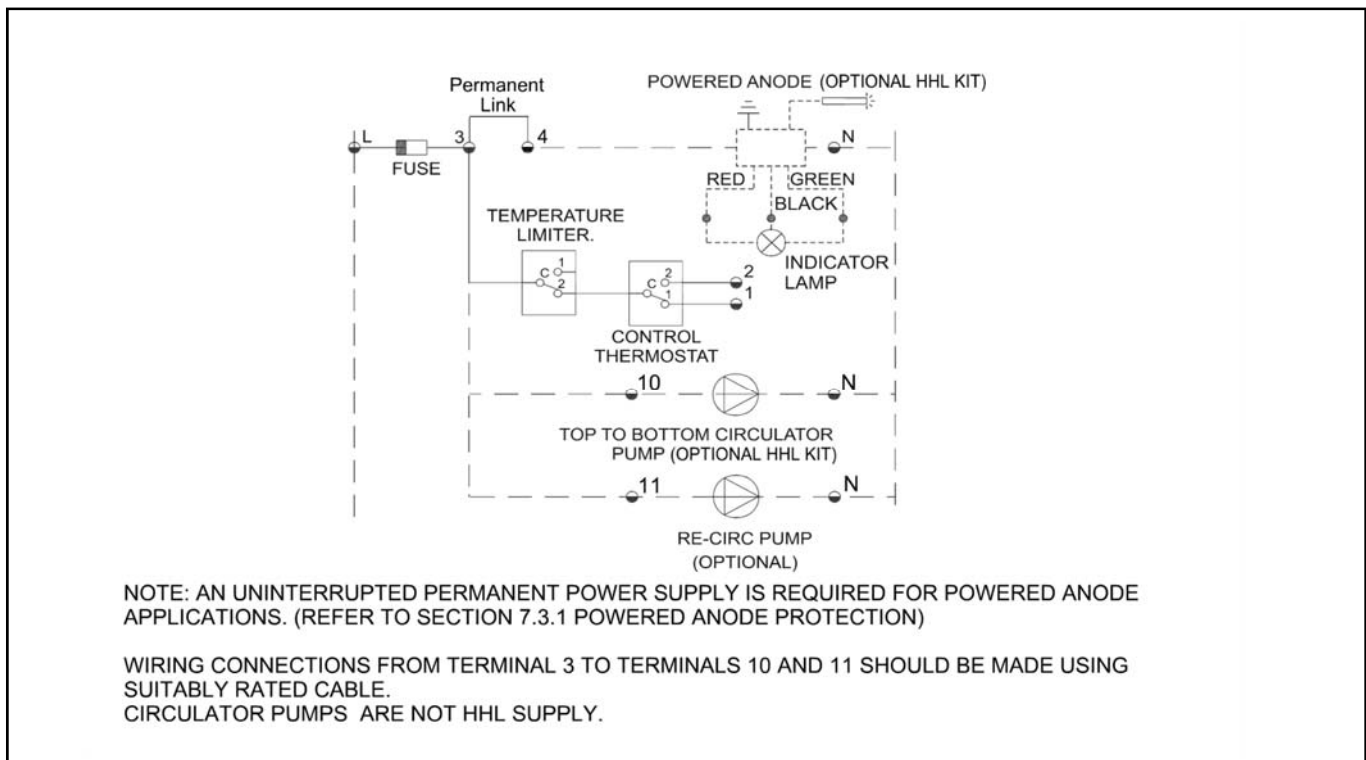 Permanent
Link
POWERED ANODE (OPTIONAL HHL KIT)
L
3
4
N
FUSE
RED
GREEN
BLACK
TEMPERATURE
LIMITER.
INDICATOR
LAMP
C
1
2
C
2
1
2
1
CONTROL
THERMOSTAT
10
N
TOP TO BOTTOM CIRCULATOR
PUMP (OPTIONAL HHL KIT)
11
N
RE-CIRC PUMP
(OPTIONAL)
NOTE: AN UNINTERRUPTED PERMANENT POWER SUPPLY IS REQUIRED FOR POWERED ANODE
APPLICATIONS. (REFER TO SECTION 7.3.1 POWERED ANODE PROTECTION)
WIRING CONNECTIONS FROM TERMINAL 3 TO TERMINALS 10 AND 11 SHOULD BE MADE USING
SUITABLY RATED CABLE.
CIRCULATOR PUMPS ARE NOT HHL SUPPLY.